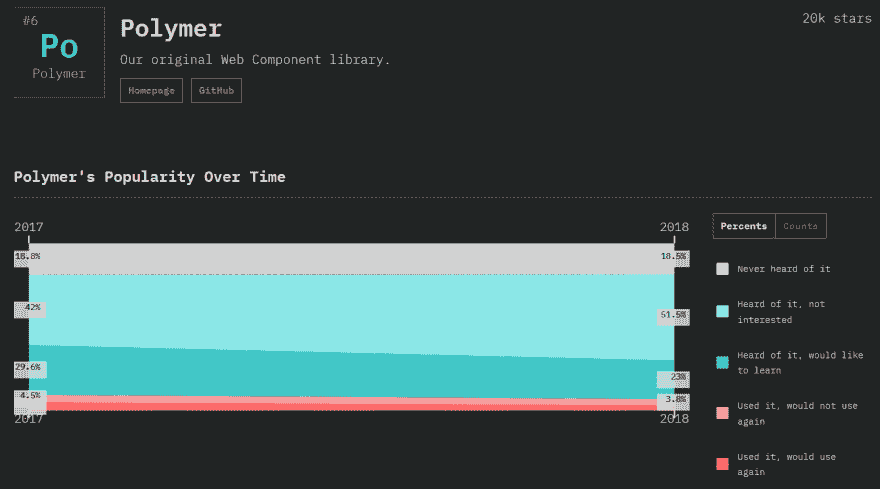 #6
Po
Polymer
Polymer
20k stars
Our original Web Component library.
Homepage
GitHub
Polymer's Popularity Over Time
2017
2018
Percents
Counts
18.8%
18.5%
Never heard of it
42%
51.5%
Heard of it, not
interested
29.6%
23%
Heard of it, would like
to learn
4.5%
3.8%
Used it, would not use
again
2017
2018
Used it, would use
again